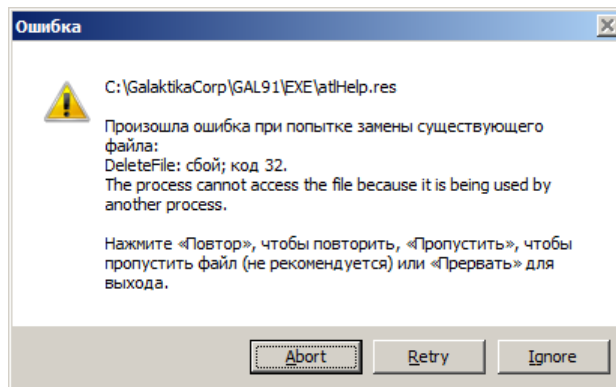 Ошибка
C:\GalaktikaCorp\GAL91\EXE\atlHelp.res
Произошла ошибка при попытке замены существующего
файла:
DeleteFile: сбой; код 32.
The process cannot access the file because it is being used by
another process.
Нажмите «Повтор», чтобы повторить, «Пропустить», чтобы
пропустить файл (не рекомендуется) или «Прервать» для
выхода.
Abort Retry Ignore